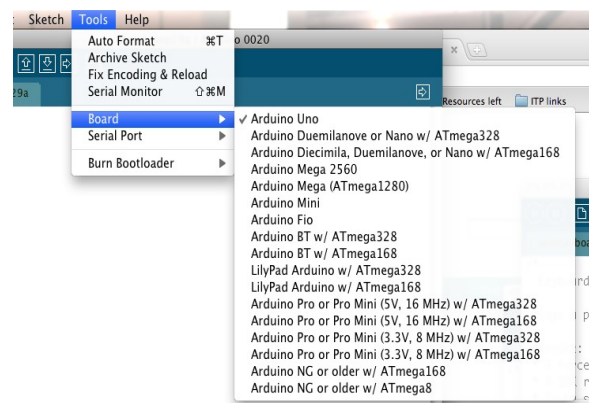 Sketch Tools Help
Auto Format ⌘T
Archive Sketch
Fix Encoding & Reload
Serial Monitor ⇧⌘M
Board
Serial Port
Burn Bootloader
0020
29a
Resources left ITP links
✓ Arduino Uno
Arduino Duemilanove or Nano w/ ATmega328
Arduino Diecimila, Duemilanove, or Nano w/ ATmega168
Arduino Mega 2560
Arduino Mega (ATmega1280)
Arduino Mini
Arduino Fio
Arduino BT w/ ATmega328
Arduino BT w/ ATmega168
LilyPad Arduino w/ ATmega328
LilyPad Arduino w/ ATmega168
Arduino Pro or Pro Mini (5V, 16 MHz) w/ ATmega328
Arduino Pro or Pro Mini (5V, 16 MHz) w/ ATmega168
Arduino Pro or Pro Mini (3.3V, 8 MHz) w/ ATmega328
Arduino Pro or Pro Mini (3.3V, 8 MHz) w/ ATmega168
Arduino NG or older w/ ATmega168
Arduino NG or older w/ ATmega8